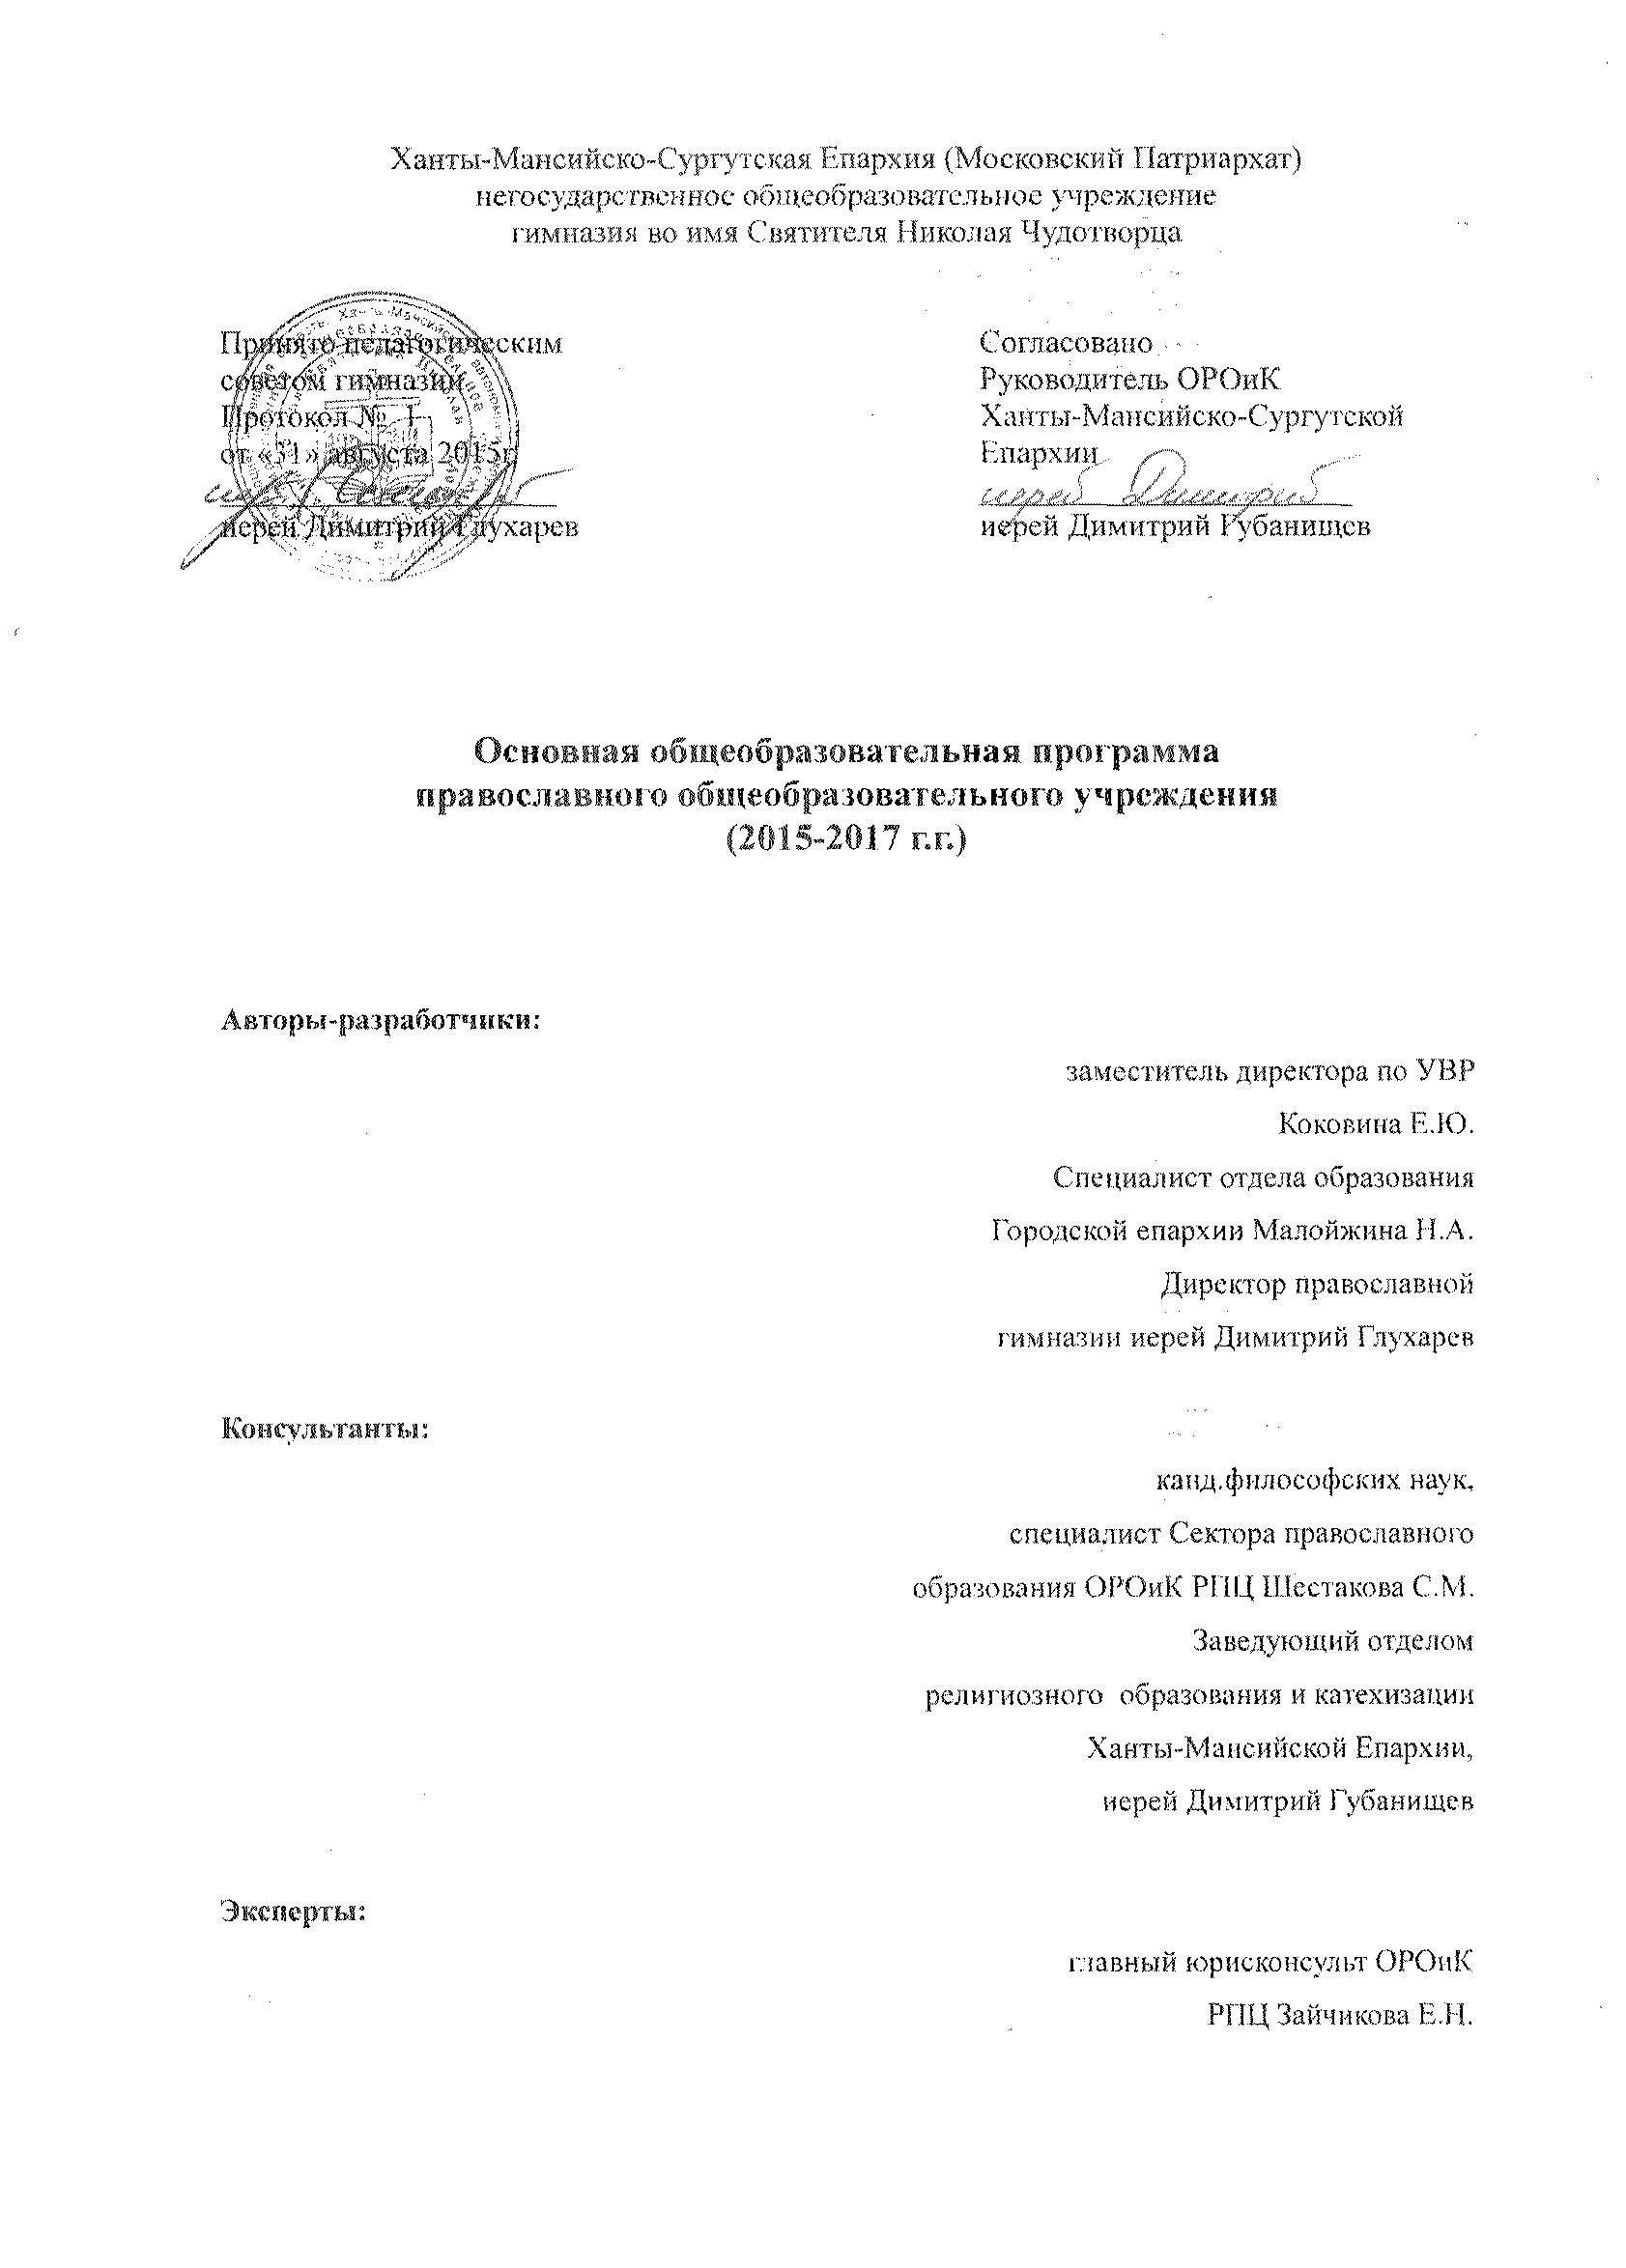 Ханты-Мансийско-Сургутская Епархия (Московский Патриархат)
негосударственное общеобразовательное учреждение
гимназия во имя Святителя Николая Чудотворца
Принято педагогическим
советом гимназии
Протокол № 1
от «31» августа 2015г
иерей Димитрий Глухарев
Согласовано
Руководитель ОРОиК
Ханты-Мансийско-Сургутской
Епархии
иерей Димитрий
иерей Димитрий Губанищев
Основная общеобразовательная программа
православного общеобразовательного учреждения
(2015-2017 г.г.)
Авторы-разработчики:
заместитель директора по УВР
Коковина Е.Ю.
Специалист отдела образования
Городской епархии Малойжина Н.А.
Директор православной
гимназии иерей Димитрий Глухарев
Консультанты:
канд.философских наук,
специалист Сектора православного
образования ОРОиК РПЦ Шестакова С.М.
Заведующий отделом
религиозного образования и катехизации
Ханты-Мансийской Епархии,
иерей Димитрий Губанищев
Эксперты:
главный юрисконсульт ОРОиК
РПЦ Зайчикова Е.Н.